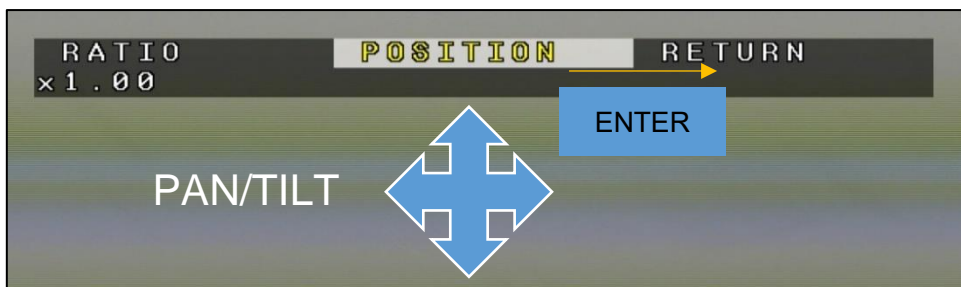 RATIO POSITION RETURN
×1.00
ENTER
PAN/TILT